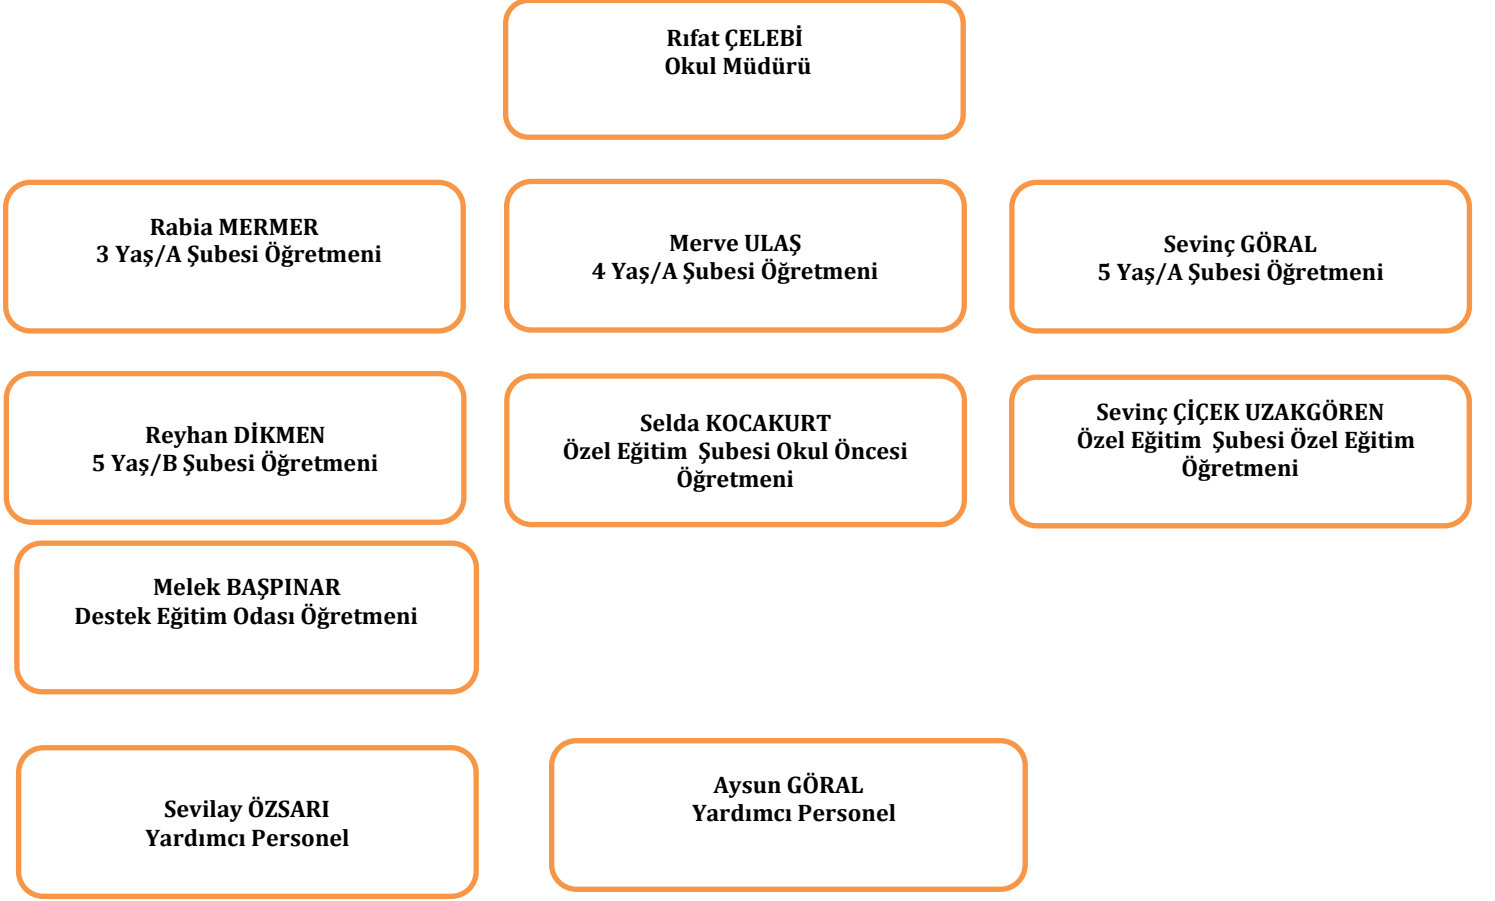 Rıfat ÇELEBİ
Okul Müdürü
Rabia MERMER
3 Yaş/A Şubesi Öğretmeni
Merve ULAŞ
4 Yaş/A Şubesi Öğretmeni
Sevinç GÖRAL
5 Yaş/A Şubesi Öğretmeni
Reyhan DİKMEN
5 Yaş/B Şubesi Öğretmeni
Selda KOCAKURT
Özel Eğitim  Şubesi Okul Öncesi
Öğretmeni
Sevinç ÇİÇEK UZAKGÖREN
Özel Eğitim  Şubesi Özel Eğitim
Öğretmeni
Melek BAŞPINAR
Destek Eğitim Odası Öğretmeni
Sevilay ÖZSARI
Yardımcı Personel
Aysun GÖRAL
Yardımcı Personel